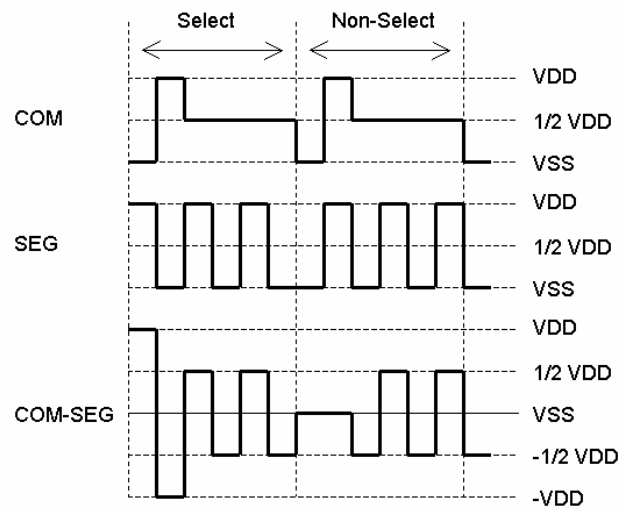 Select Non-Select
VDD
COM 1/2 VDD
VSS
VDD
SEG 1/2 VDD
VSS
VDD
1/2 VDD
COM-SEG VSS
-1/2 VDD
-VDD